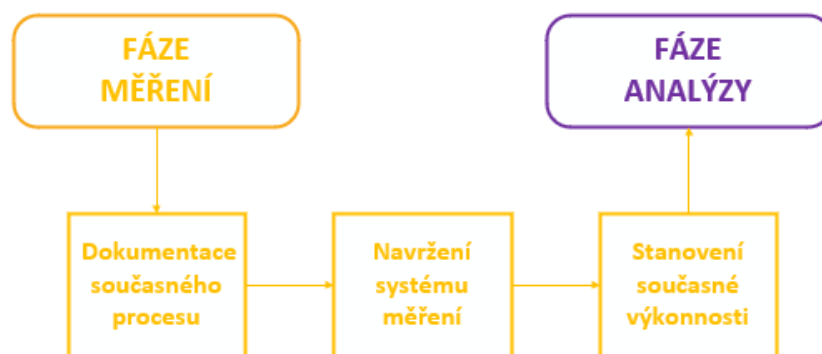 FÁZE
MĚŘENÍ
FÁZE
ANALÝZY
Dokumentace
současného
procesu
Navržení
systému
měření
Stanovení
současné
výkonnosti